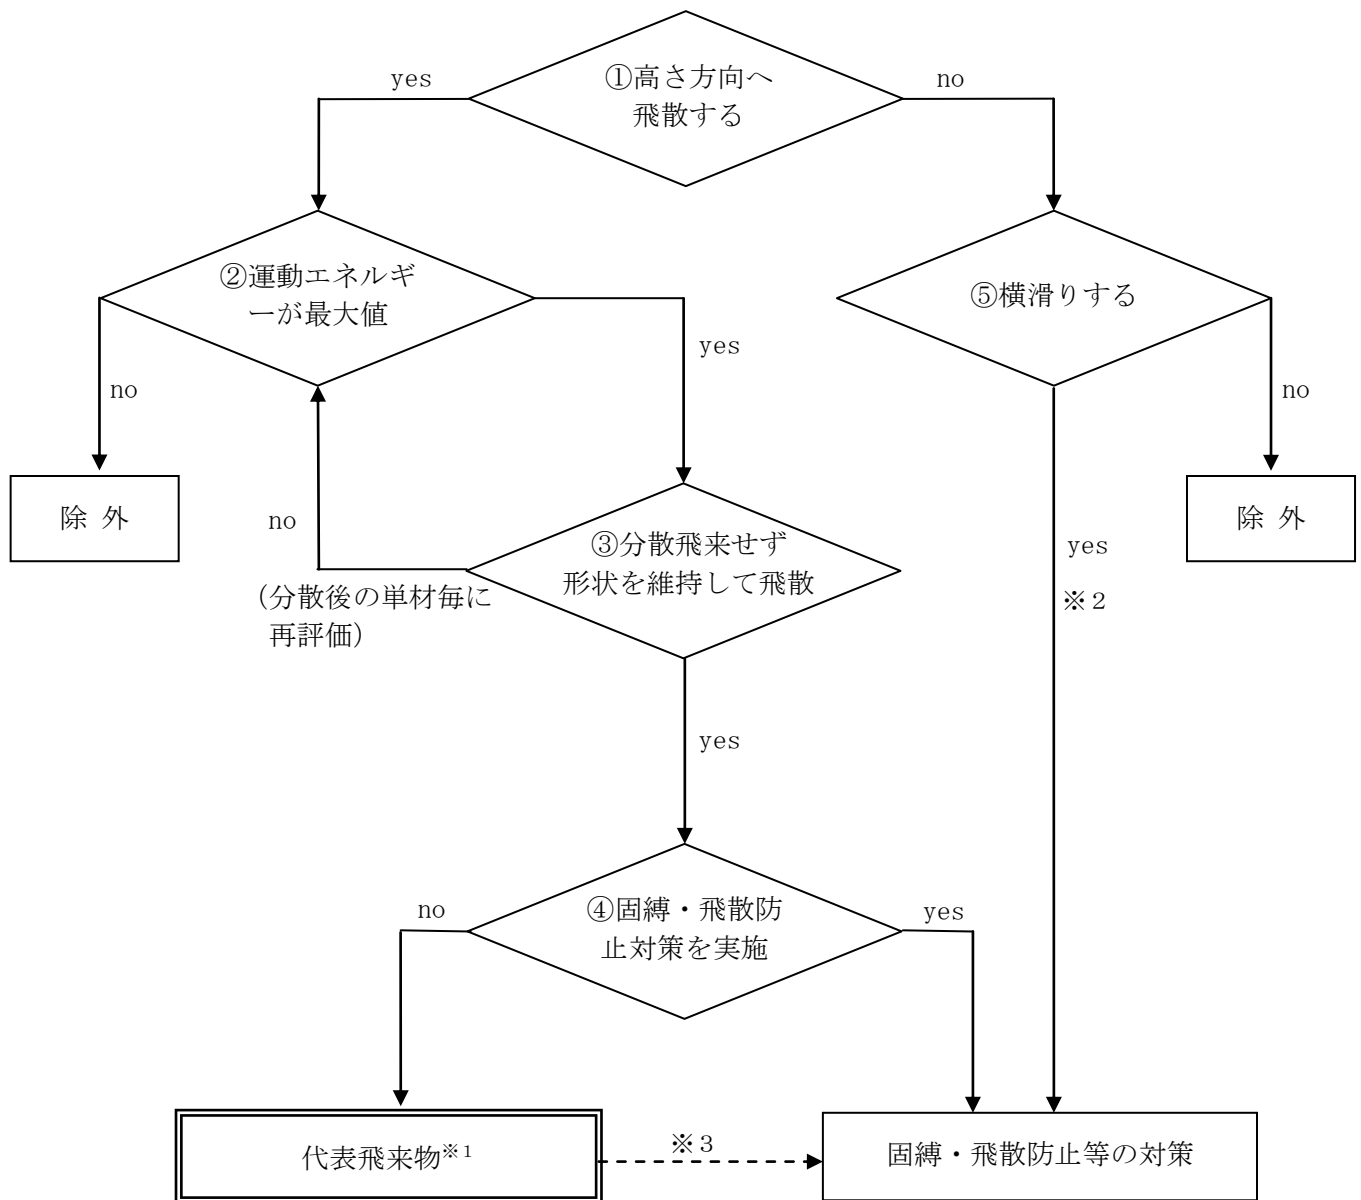 ①高さ方向へ
飛散する
yes
no
②運動エネルギ
ーが最大値
⑤横滑りする
yes
no
no
除 外
除 外
no
③分散飛来せず
形状を維持して飛散
(分散後の単材毎に
再評価)
yes
※2
yes
④固縛・飛散防
止対策を実施
no
yes
代表飛来物※1
※3
固縛・飛散防止等の対策